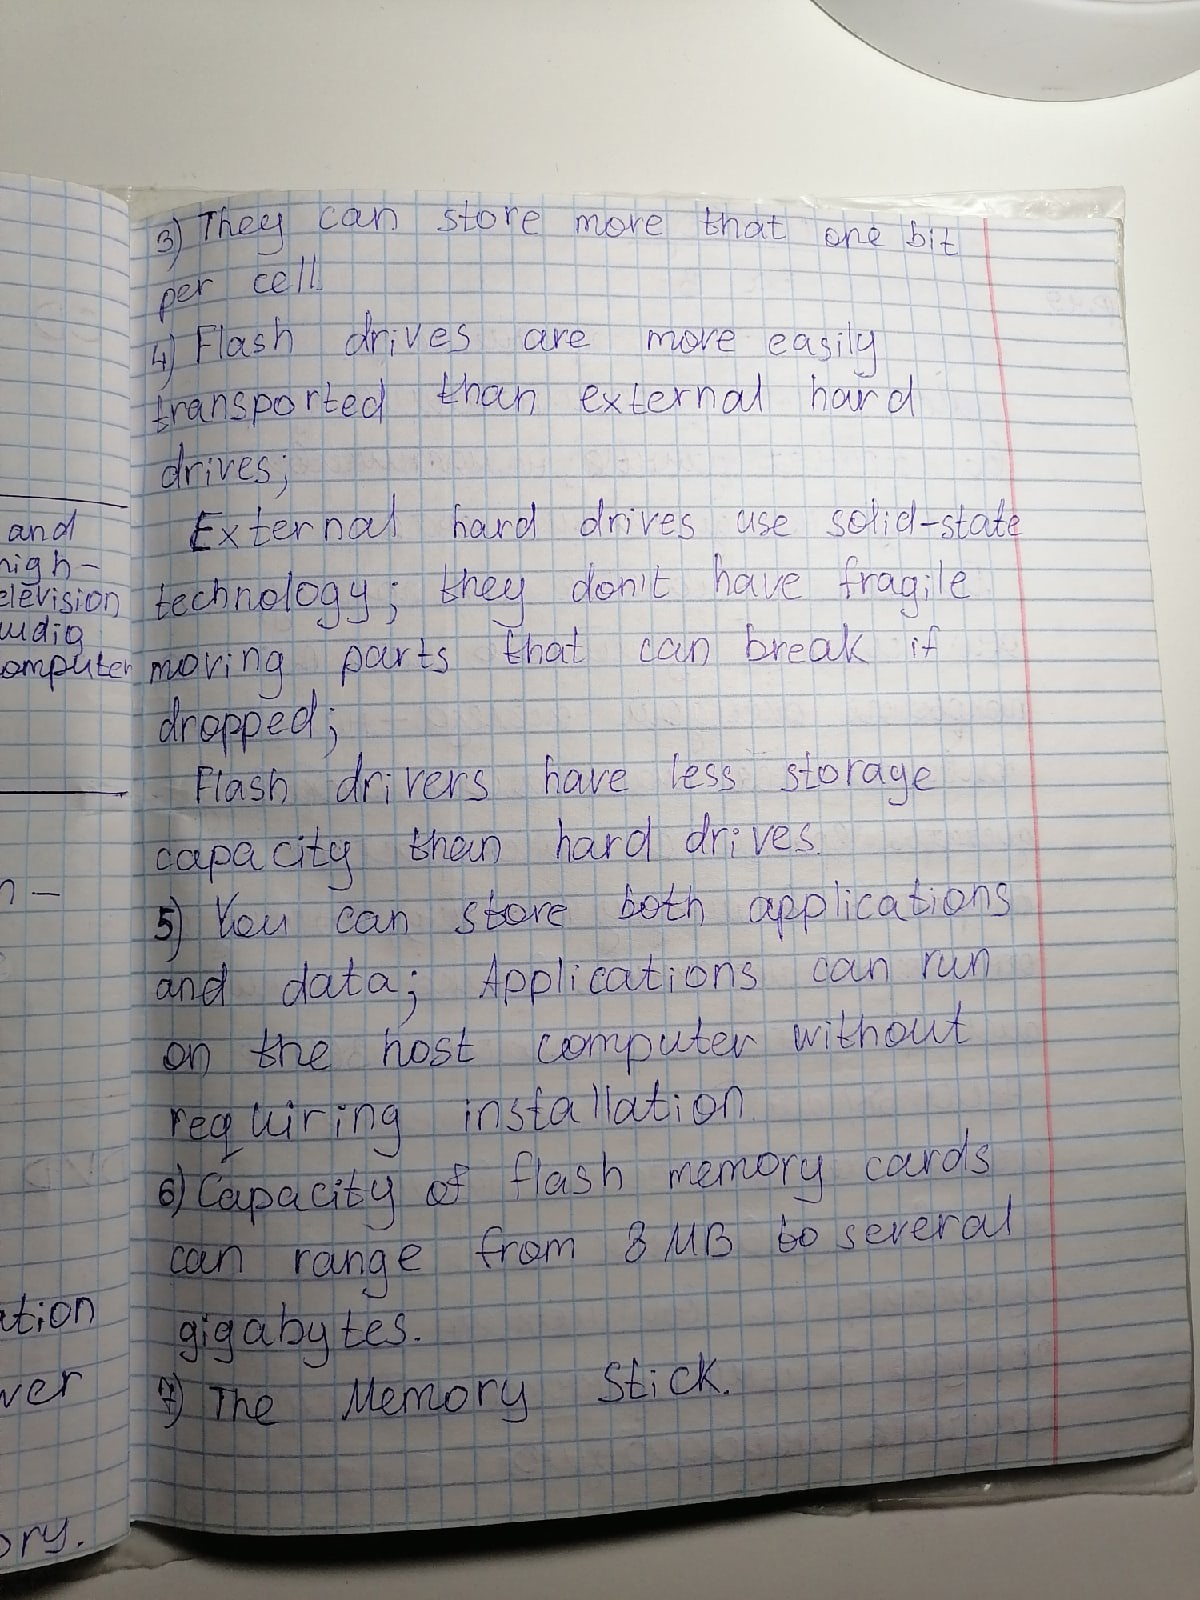 3) They can store more that one bit
per cell.
4) Flash drives are more easily
transported than external hard
drives;
External hard drives use solid-state
technology; they don't have fragile
moving parts that can break if
dropped;
Flash drivers have less storage
capacity than hard drives.
5) You can store both applications
and data; Applications can run
on the host computer without
requiring installation.
6) Capacity of flash memory cards
can range from 8 MB to several
gigabytes.
7) The Memory Stick.
and
high-
elevision
omputer
ation
wer
ory.